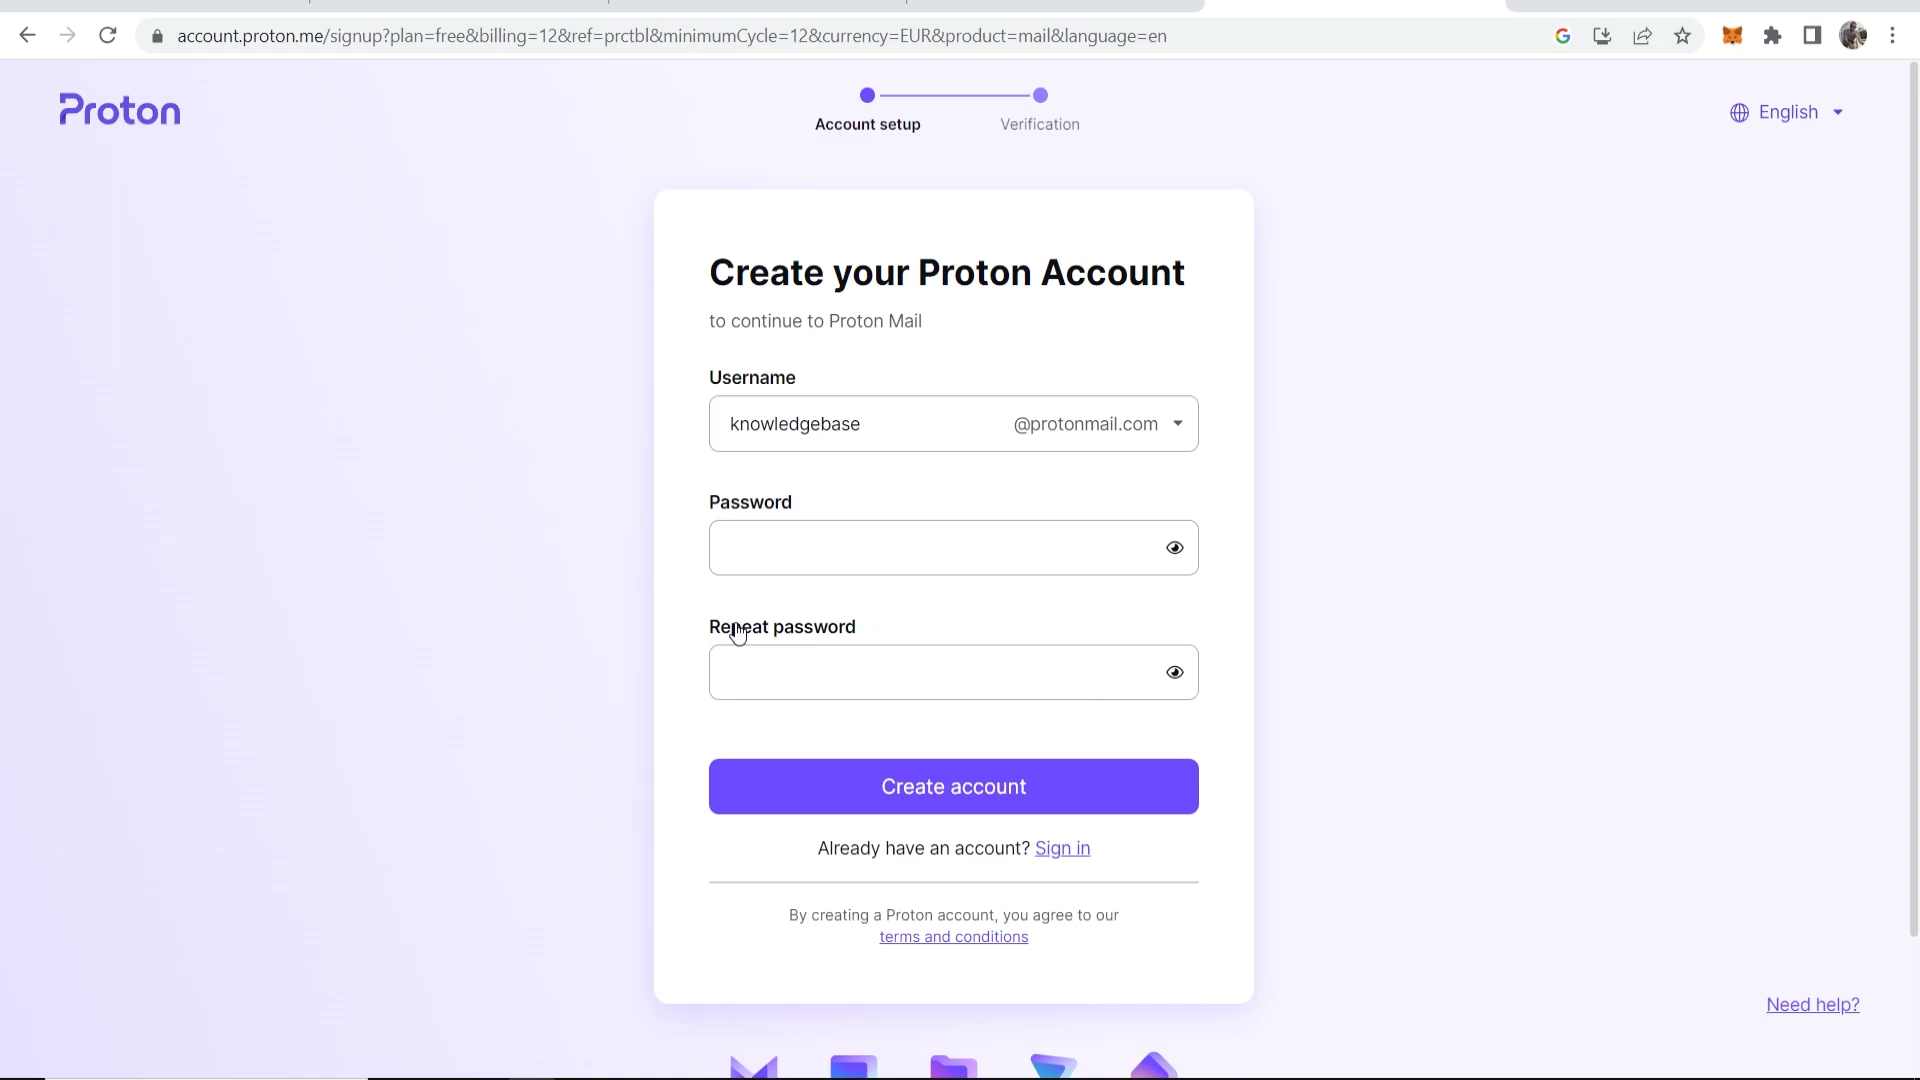 account.proton.me/signup?plan=free&billing=12&ref=prctbl&minimumCycle=12&currency=EUR&product=mail&language=en
Proton
Account setup
Verification
English
Create your Proton Account
to continue to Proton Mail
Username
knowledgebase
@protonmail.com
Password
Repeat password
Create account
Already have an account? Sign in
By creating a Proton account, you agree to our
terms and conditions
Need help?